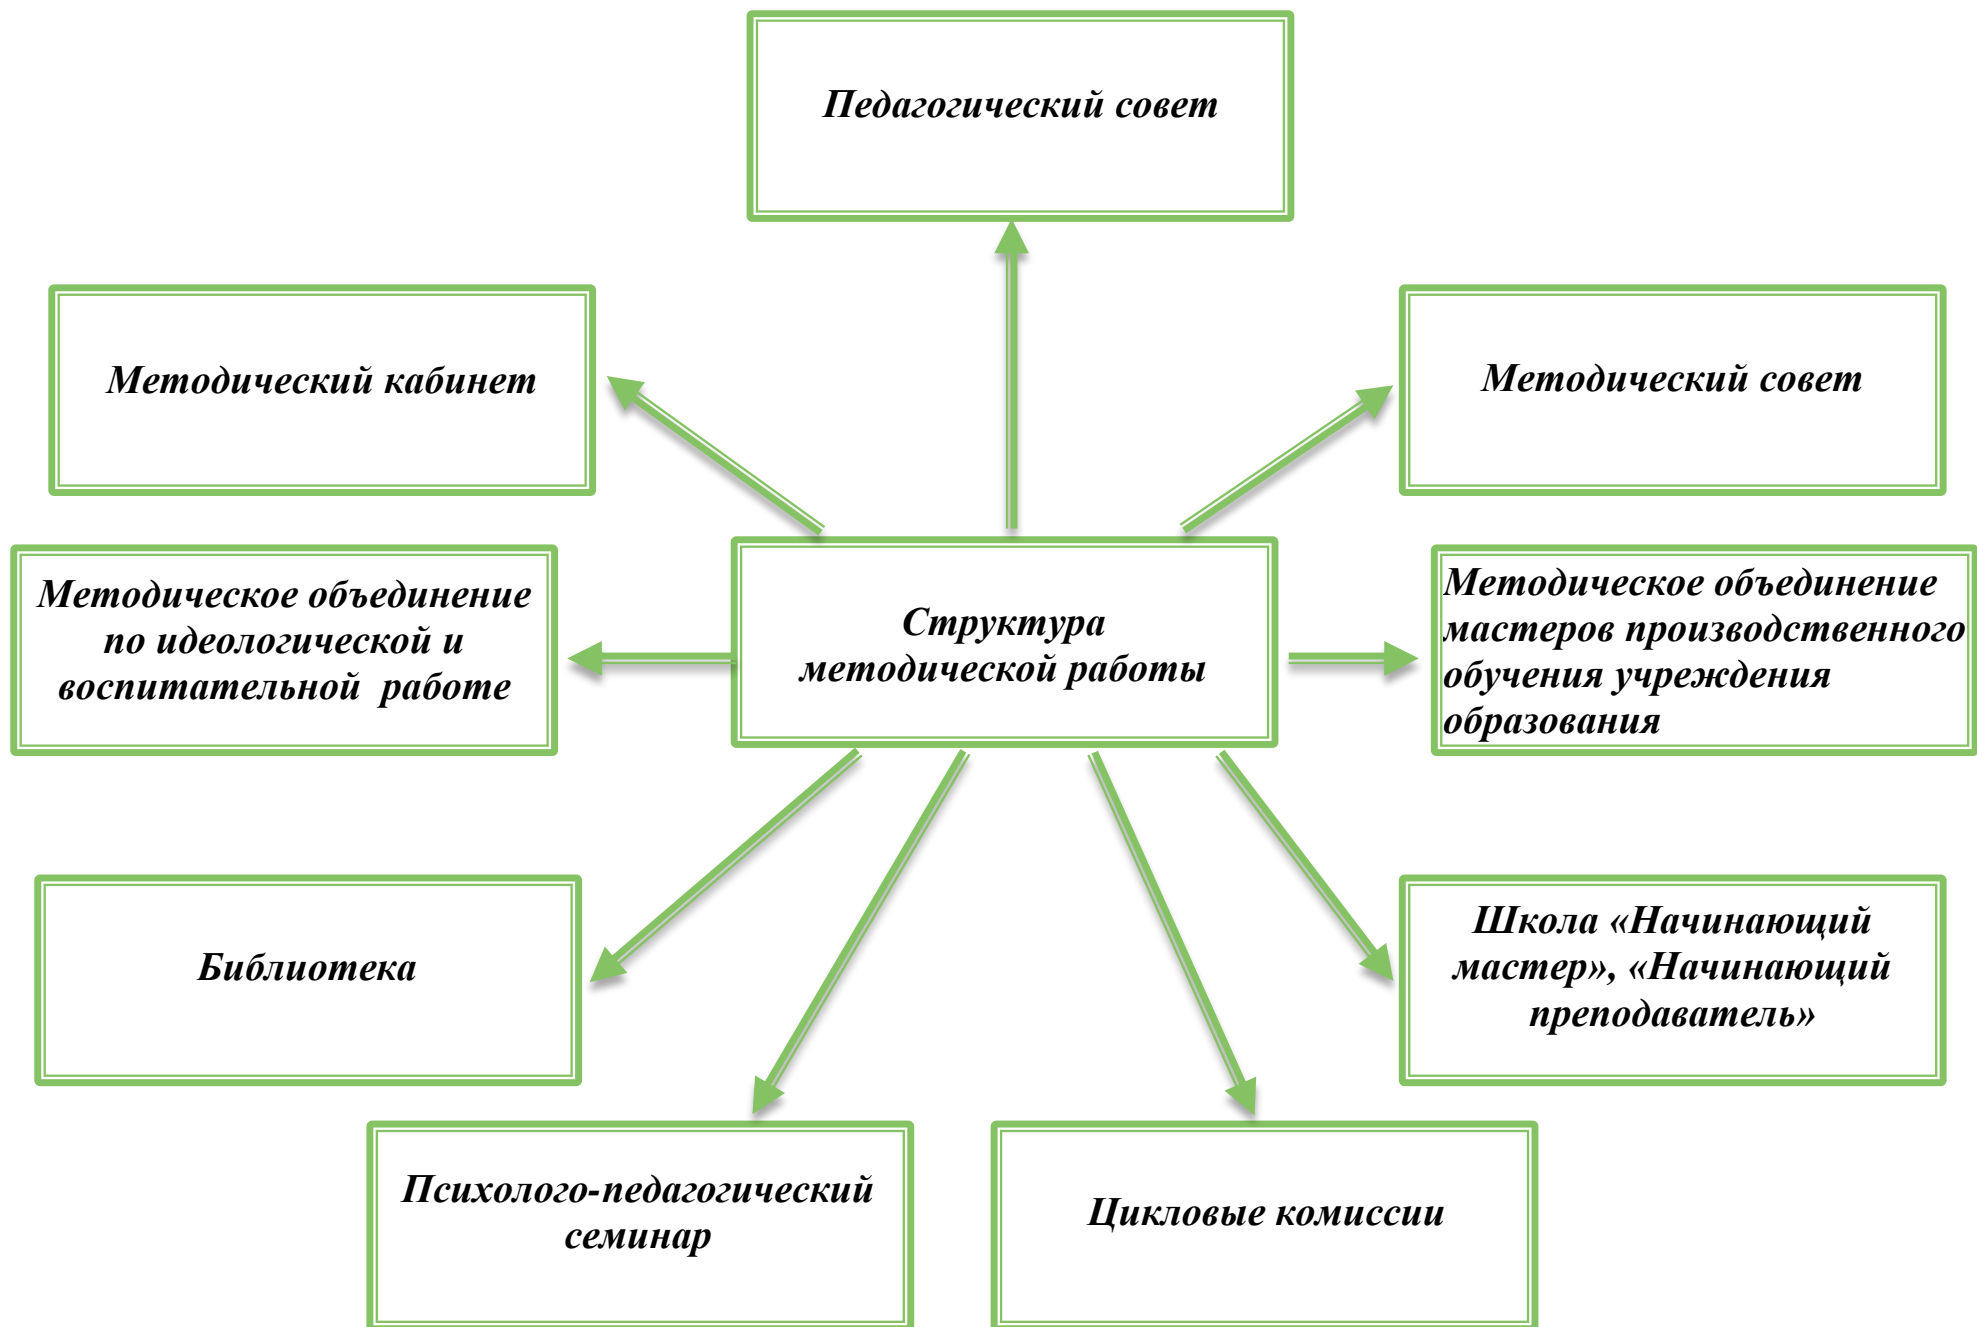 Педагогический совет
Методический кабинет
Методический совет
Методическое объединение
по идеологической и
воспитательной работе
Структура
методической работы
Методическое объединение
мастеров производственного
обучения учреждения
образования
Библиотека
Школа «Начинающий
мастер», «Начинающий
преподаватель»
Психолого-педагогический
семинар
Цикловые комиссии